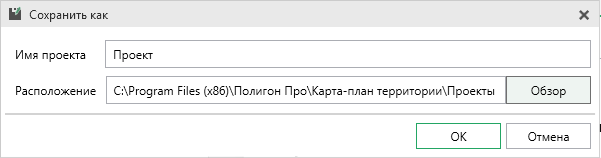 Сохранить как
Имя проекта Проект
Расположение C:\Program Files (x86)\Полигон Про\Карта-план территории\Проекты Обзор
OK Отмена